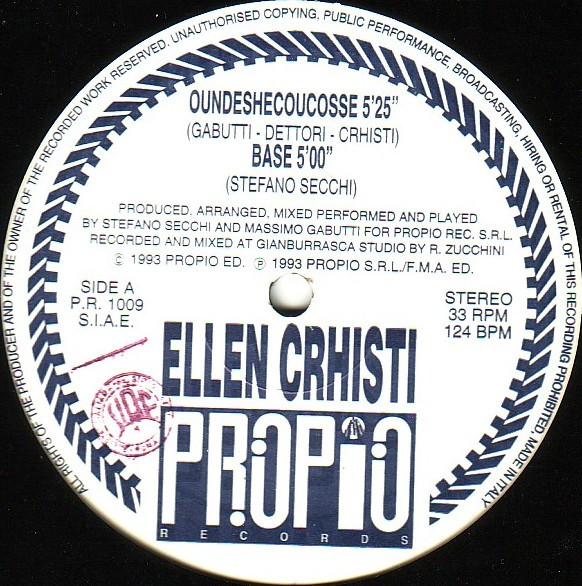 ALL RIGHTS OF THE PRODUCER AND OF THE OWNER OF THE RECORDED WORK RESERVED. UNAUTHORISED COPYING, PUBLIC PERFORMANCE, BROADCASTING, HIRING OR RENTAL OF THIS RECORDING PROHIBITED. MADE IN ITALY
OUNDESHECOUCOSSE 5'25"
(GABUTTI - DETTORI - CRHISTI)
BASE 5'00"
(STEFANO SECCHI)
PRODUCED, ARRANGED, MIXED PERFORMED AND PLAYED
BY STEFANO SECCHI AND MASSIMO GABUTTI FOR PROPIO REC. S.R.L.
RECORDED AND MIXED AT GIANBURRASCA STUDIO BY R. ZUCCHINI
© 1993 PROPIO ED. ℗ 1993 PROPIO S.R.L./F.M.A. ED.
SIDE A
P.R. 1009
S.I.A.E.
STEREO
33 RPM
124 BPM
ELLEN CRHISTI
PROPIO
RECORDS